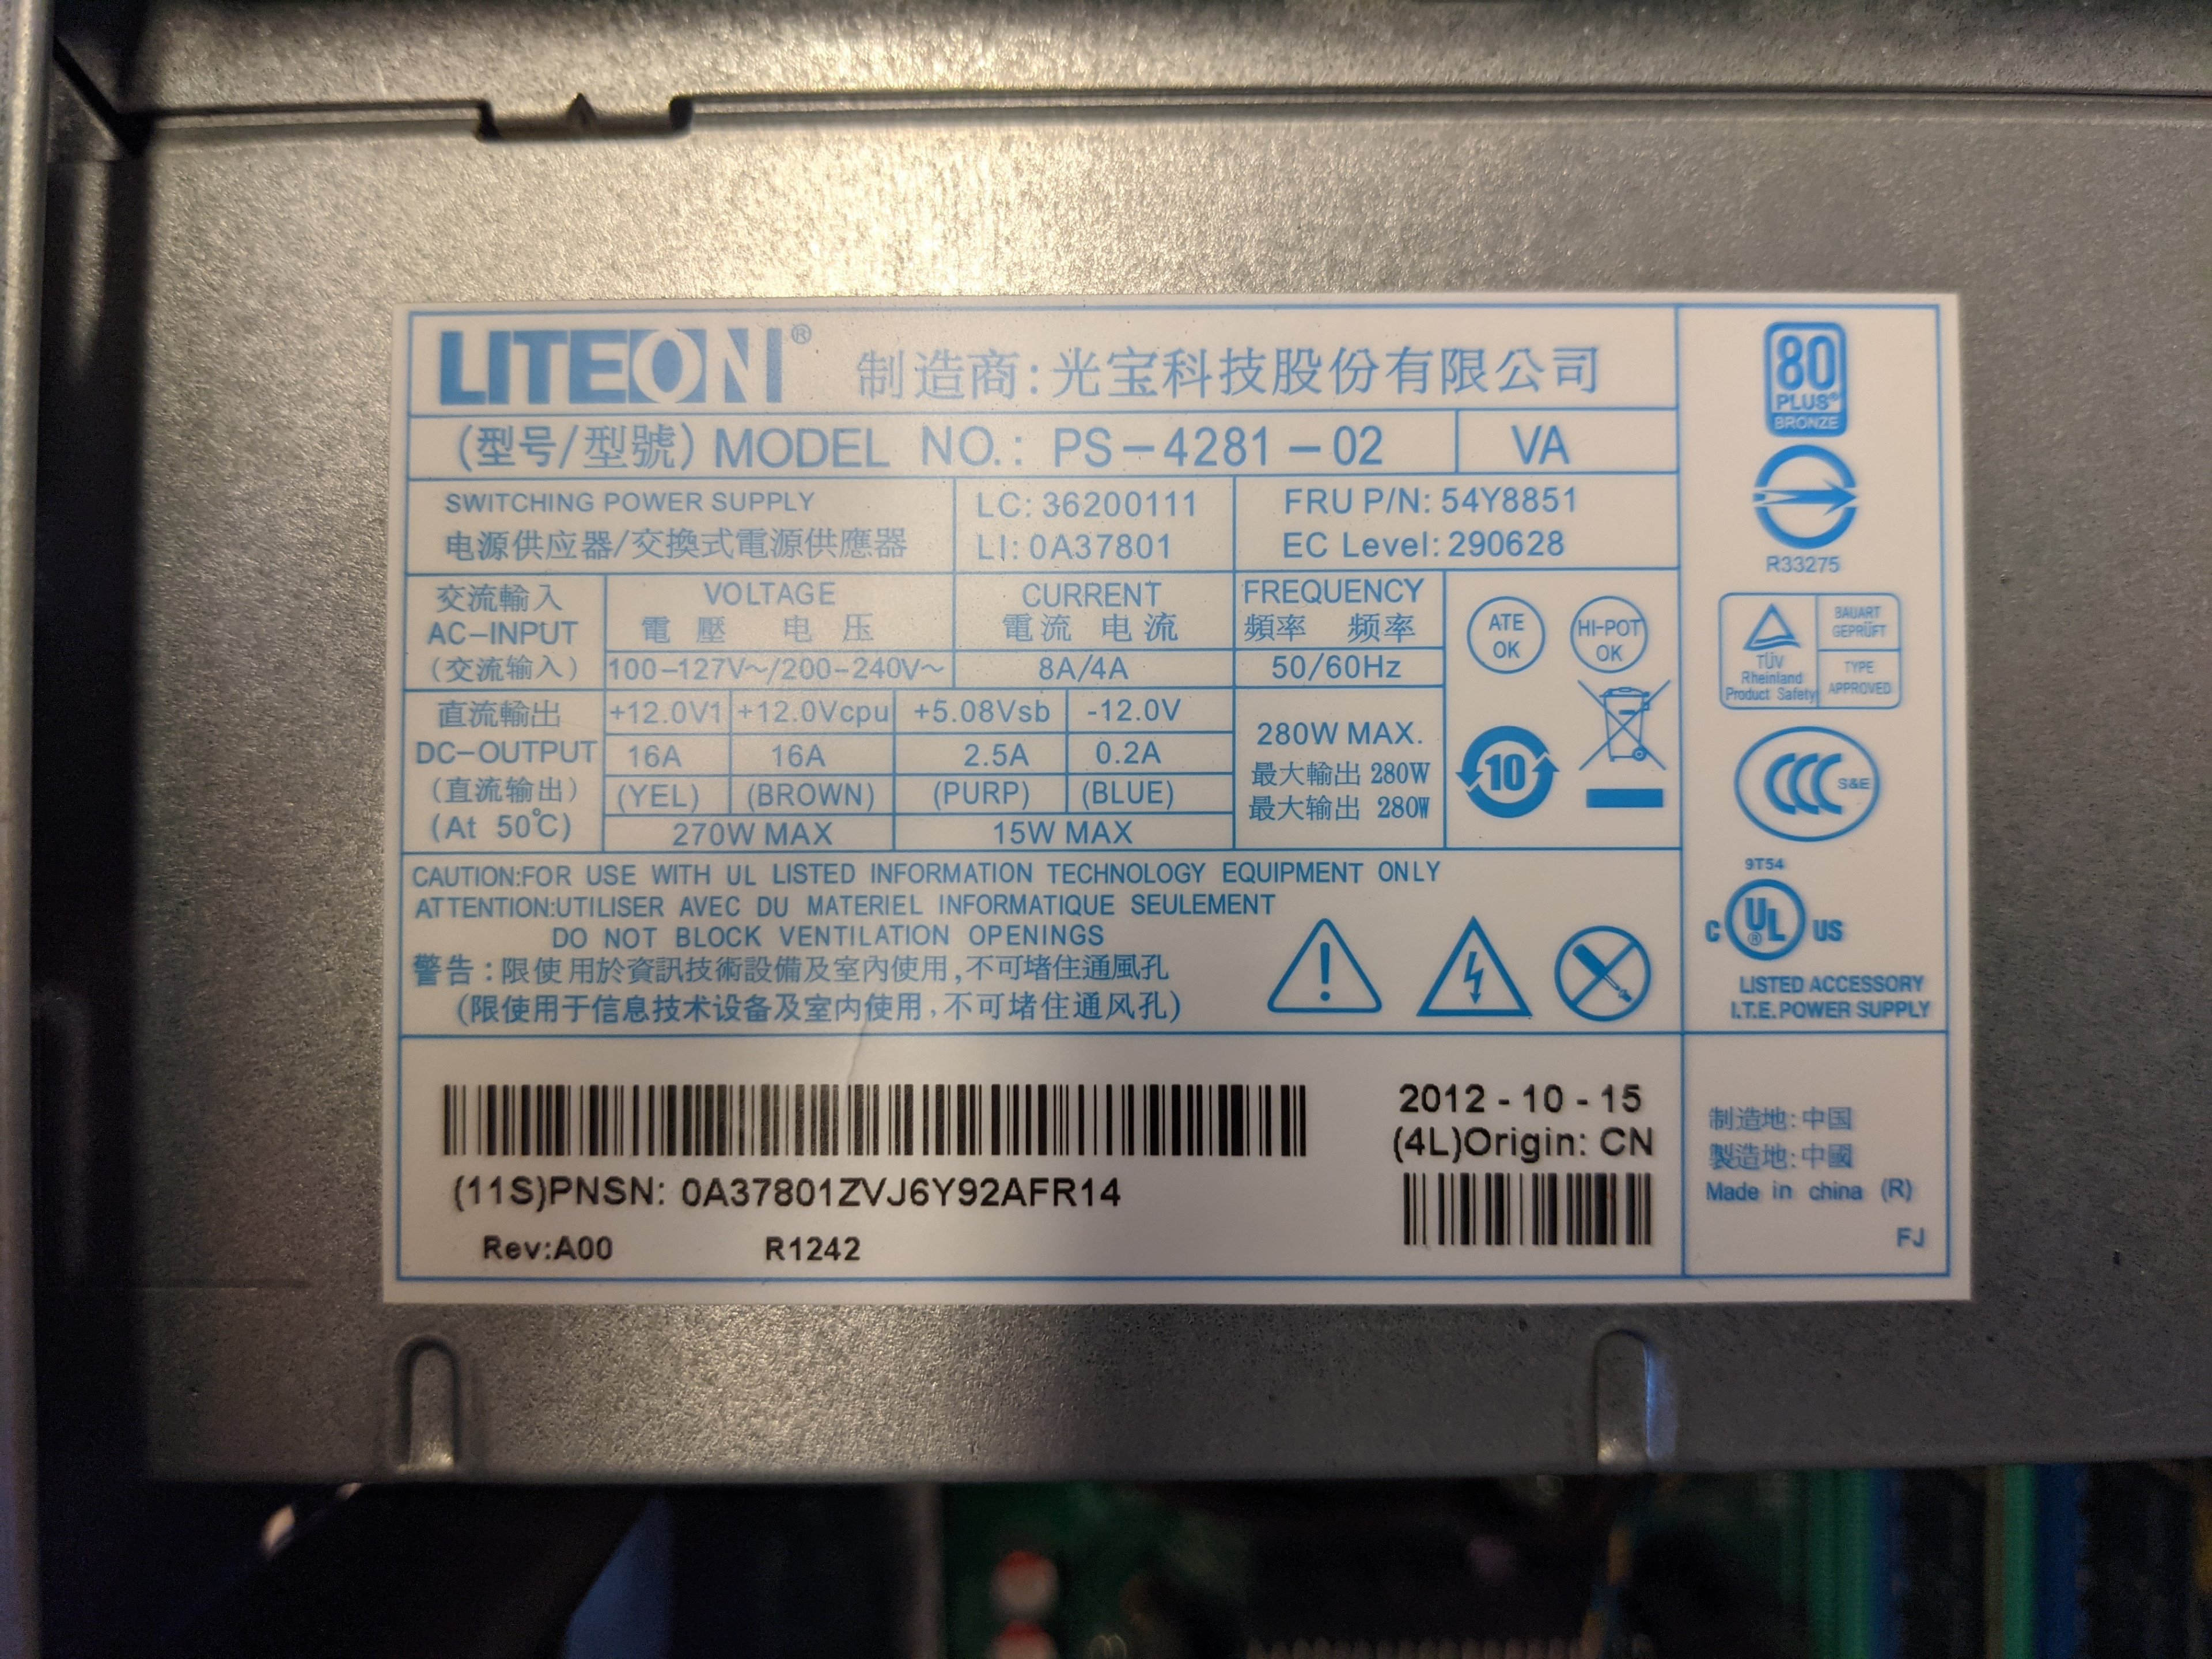 LITEON® 制造商:光宝科技股份有限公司
(型号/型號) MODEL NO.: PS-4281-02 VA
SWITCHING POWER SUPPLY
电源供应器/交換式電源供應器
LC: 36200111
LI: 0A37801
FRU P/N: 54Y8851
EC Level: 290628
交流輸入
AC-INPUT
(交流输入)
VOLTAGE
電壓 电压
100-127V~/200-240V~
CURRENT
電流 电流
8A/4A
FREQUENCY
頻率 频率
50/60Hz
直流輸出
DC-OUTPUT
(直流输出)
(At 50℃)
+12.0V1 +12.0Vcpu +5.08Vsb -12.0V
16A 16A 2.5A 0.2A
(YEL) (BROWN) (PURP) (BLUE)
270W MAX 15W MAX
280W MAX.
最大輸出 280W
最大输出 280W
ATE
OK
HI-POT
OK
10
CAUTION:FOR USE WITH UL LISTED INFORMATION TECHNOLOGY EQUIPMENT ONLY
ATTENTION:UTILISER AVEC DU MATERIEL INFORMATIQUE SEULEMENT
DO NOT BLOCK VENTILATION OPENINGS
警告:限使用於資訊技術設備及室內使用,不可堵住通風孔
(限使用于信息技术设备及室内使用,不可堵住通风孔)
(11S)PNSN: 0A37801ZVJ6Y92AFR14
Rev:A00 R1242
2012 - 10 - 15
(4L)Origin: CN
80
PLUS®
BRONZE
R33275
TÜV
Rheinland
Product Safety
BAUART
GEPRÜFT
TYPE
APPROVED
CCC S&E
9T54
C UL® US
LISTED ACCESSORY
I.T.E. POWER SUPPLY
制造地:中国
製造地:中國
Made in china (R)
FJ